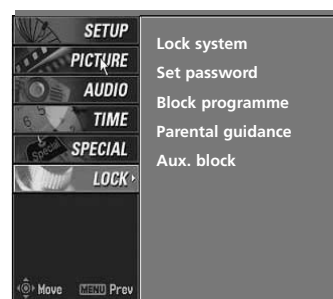 SETUP
PICTURE
AUDIO
TIME
SPECIAL
LOCK
Move MENU Prev
Lock system
Set password
Block programme
Parental guidance
Aux. block